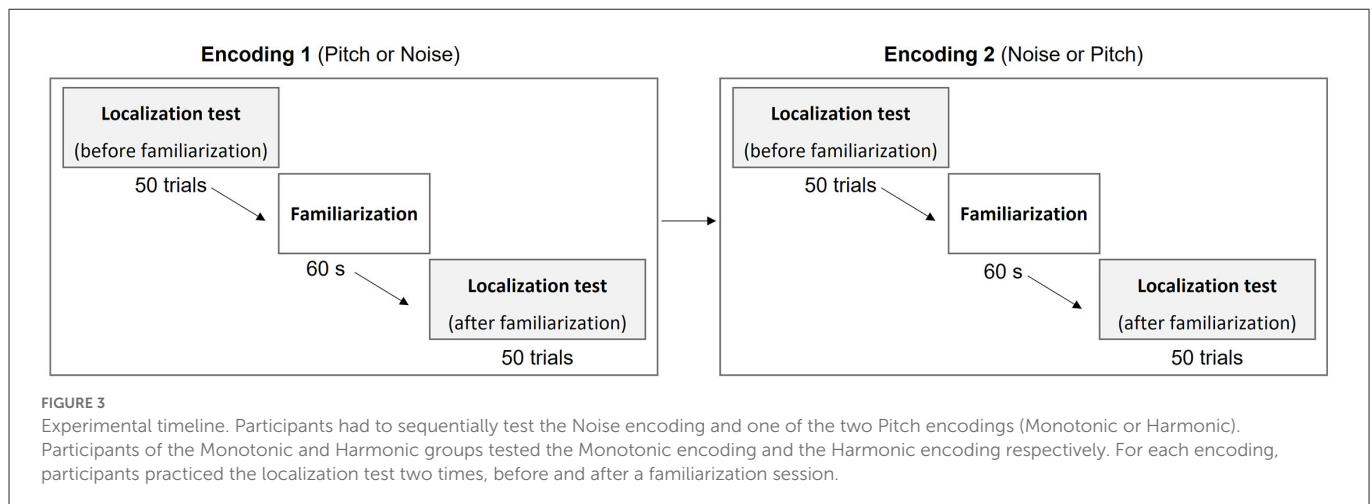 Encoding 1 (Pitch or Noise)
Localization test
(before familiarization)
50 trials
Familiarization
60 s
Localization test
(after familiarization)
50 trials
Encoding 2 (Noise or Pitch)
Localization test
(before familiarization)
50 trials
Familiarization
60 s
Localization test
(after familiarization)
50 trials
FIGURE 3
Experimental timeline. Participants had to sequentially test the Noise encoding and one of the two Pitch encodings (Monotonic or Harmonic).
Participants of the Monotonic and Harmonic groups tested the Monotonic encoding and the Harmonic encoding respectively. For each encoding,
participants practiced the localization test two times, before and after a familiarization session.